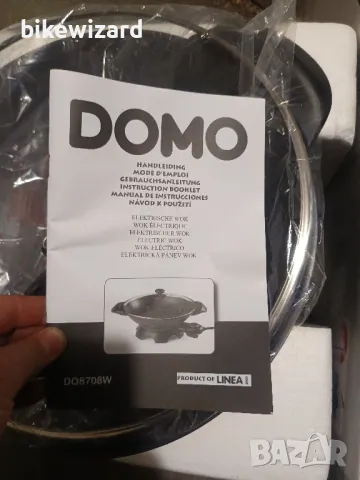 bikewizard
DOMO
HANDLEIDING
MODE D'EMPLOI
GEBRAUCHSANLEITUNG
INSTRUCTION BOOKLET
MANUAL DE INSTRUCCIONES
NÁVOD K POUŽITÍ
ELEKTRISCHE WOK
WOK ÉLECTRIQUE
ELEKTRISCHER WOK
ELECTRIC WOK
WOK ELÉCTRICO
ELEKTRICKÁ PÁNEV WOK
DO8708W
PRODUCT OF LINEA
BAZAR